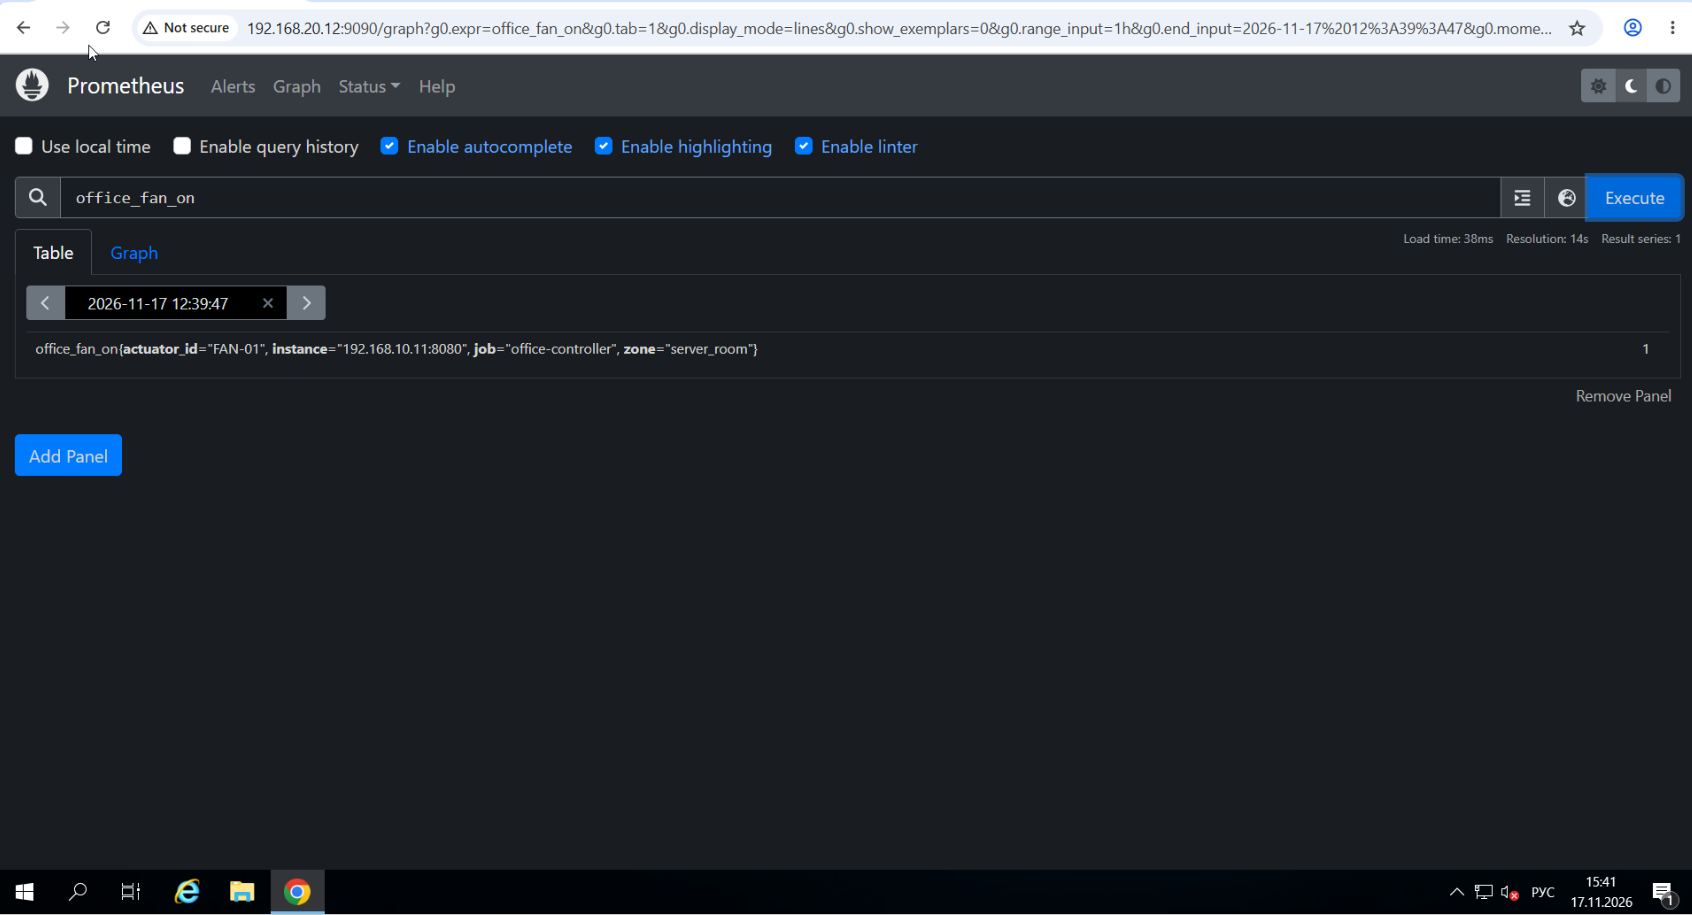 Not secure 192.168.20.12:9090/graph?g0.expr=office_fan_on&g0.tab=1&g0.display_mode=lines&g0.show_exemplars=0&g0.range_input=1h&g0.end_input=2026-11-17%2012%3A39%3A47&g0.mome...
Prometheus Alerts Graph Status Help
Use local time Enable query history Enable autocomplete Enable highlighting Enable linter
office_fan_on Execute
Table Graph Load time: 38ms Resolution: 14s Result series: 1
2026-11-17 12:39:47
office_fan_on{actuator_id="FAN-01", instance="192.168.10.11:8080", job="office-controller", zone="server_room"} 1
Remove Panel
Add Panel
РУС 15:41
17.11.2026
1